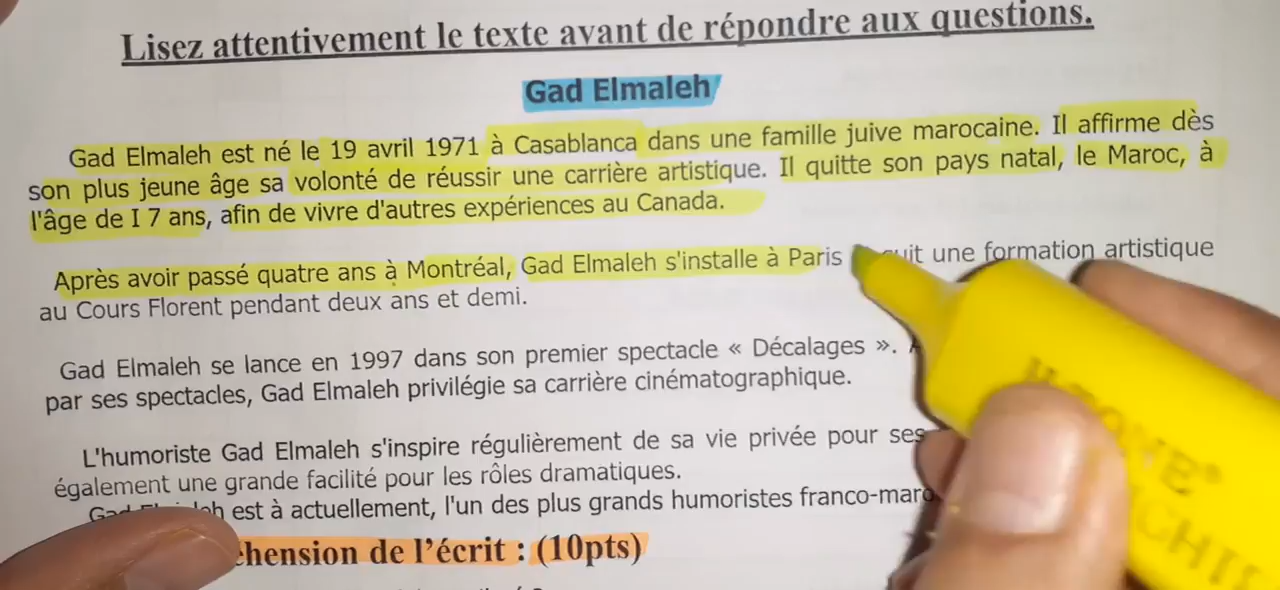 Lisez attentivement le texte avant de répondre aux questions.
Gad Elmaleh
Gad Elmaleh est né le 19 avril 1971 à Casablanca dans une famille juive marocaine. Il affirme dès
son plus jeune âge sa volonté de réussir une carrière artistique. Il quitte son pays natal, le Maroc, à
l'âge de I 7 ans, afin de vivre d'autres expériences au Canada.
Après avoir passé quatre ans à Montréal, Gad Elmaleh s'installe à Paris une formation artistique
au Cours Florent pendant deux ans et demi.
Gad Elmaleh se lance en 1997 dans son premier spectacle « Décalages ».
par ses spectacles, Gad Elmaleh privilégie sa carrière cinématographique.
L'humoriste Gad Elmaleh s'inspire régulièrement de sa vie privée pour ses
également une grande facilité pour les rôles dramatiques.
Gad est à actuellement, l'un des plus grands humoristes
de l'écrit : (10pts)